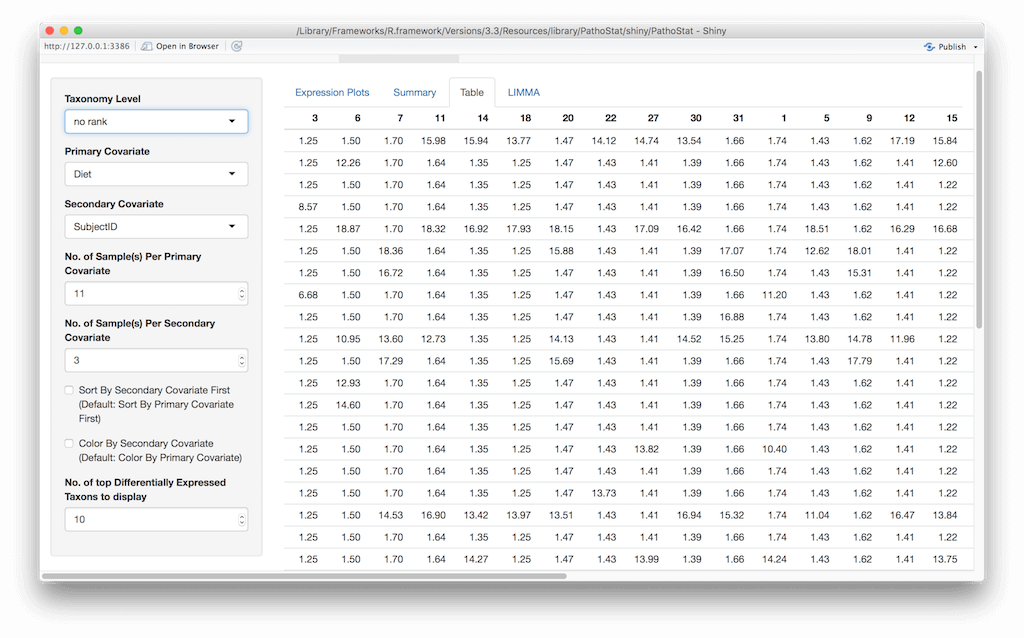 /Library/Frameworks/R.framework/Versions/3.3/Resources/library/PathoStat/shiny/PathoStat - Shiny
http://127.0.0.1:3386 Open in Browser Publish
Taxonomy Level
no rank
Primary Covariate
Diet
Secondary Covariate
SubjectID
No. of Sample(s) Per Primary
Covariate
11
No. of Sample(s) Per Secondary
Covariate
3
Sort By Secondary Covariate First
(Default: Sort By Primary Covariate
First)
Color By Secondary Covariate
(Default: Color By Primary Covariate)
No. of top Differentially Expressed
Taxons to display
10
Expression Plots Summary Table LIMMA
3 6 7 11 14 18 20 22 27 30 31 1 5 9 12 15
1.25 1.50 1.70 15.98 15.94 13.77 1.47 14.12 14.74 13.54 1.66 1.74 1.43 1.62 17.19 15.84
1.25 12.26 1.70 1.64 1.35 1.25 1.47 1.43 1.41 1.39 1.66 1.74 1.43 1.62 1.41 12.60
1.25 1.50 1.70 1.64 1.35 1.25 1.47 1.43 1.41 1.39 1.66 1.74 1.43 1.62 1.41 1.22
8.57 1.50 1.70 1.64 1.35 1.25 1.47 1.43 1.41 1.39 1.66 1.74 1.43 1.62 1.41 1.22
1.25 18.87 1.70 18.32 16.92 17.93 18.15 1.43 17.09 16.42 1.66 1.74 18.51 1.62 16.29 16.68
1.25 1.50 18.36 1.64 1.35 1.25 15.88 1.43 1.41 1.39 17.07 1.74 12.62 18.01 1.41 1.22
1.25 1.50 16.72 1.64 1.35 1.25 1.47 1.43 1.41 1.39 16.50 1.74 1.43 15.31 1.41 1.22
6.68 1.50 1.70 1.64 1.35 1.25 1.47 1.43 1.41 1.39 1.66 11.20 1.43 1.62 1.41 1.22
1.25 1.50 1.70 1.64 1.35 1.25 1.47 1.43 1.41 1.39 16.88 1.74 1.43 1.62 1.41 1.22
1.25 10.95 13.60 12.73 1.35 1.25 14.13 1.43 1.41 14.52 15.25 1.74 13.80 14.78 11.96 1.22
1.25 1.50 17.29 1.64 1.35 1.25 15.69 1.43 1.41 1.39 1.66 1.74 1.43 17.79 1.41 1.22
1.25 12.93 1.70 1.64 1.35 1.25 1.47 1.43 1.41 1.39 1.66 1.74 1.43 1.62 1.41 1.22
1.25 14.60 1.70 1.64 1.35 1.25 1.47 1.43 1.41 1.39 1.66 1.74 1.43 1.62 1.41 1.22
1.25 1.50 1.70 1.64 1.35 1.25 1.47 1.43 1.41 1.39 1.66 1.74 1.43 1.62 1.41 1.22
1.25 1.50 1.70 1.64 1.35 1.25 1.47 1.43 13.82 1.39 1.66 10.40 1.43 1.62 1.41 1.22
1.25 1.50 1.70 1.64 1.35 1.25 1.47 1.43 1.41 1.39 1.66 1.74 1.43 1.62 1.41 1.22
1.25 1.50 1.70 1.64 1.35 1.25 1.47 13.73 1.41 1.39 1.66 1.74 1.43 1.62 1.41 1.22
1.25 1.50 14.53 16.90 13.42 13.97 13.51 1.43 1.41 16.94 15.32 1.74 11.04 1.62 16.47 13.84
1.25 1.50 1.70 1.64 1.35 1.25 1.47 1.43 1.41 1.39 1.66 1.74 1.43 1.62 1.41 1.22
1.25 1.50 1.70 1.64 14.27 1.25 1.47 1.43 13.99 1.39 1.66 14.24 1.43 1.62 1.41 13.75